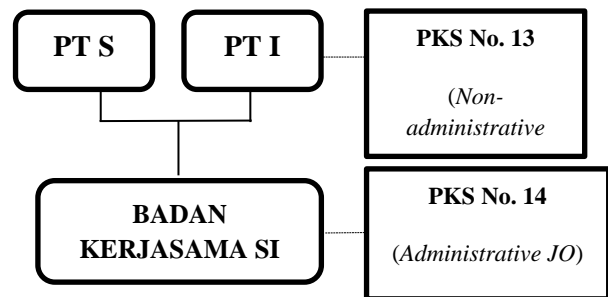 PT S
PT I
PKS No. 13
(Non-
administrative
BADAN
KERJASAMA SI
PKS No. 14
(Administrative JO)